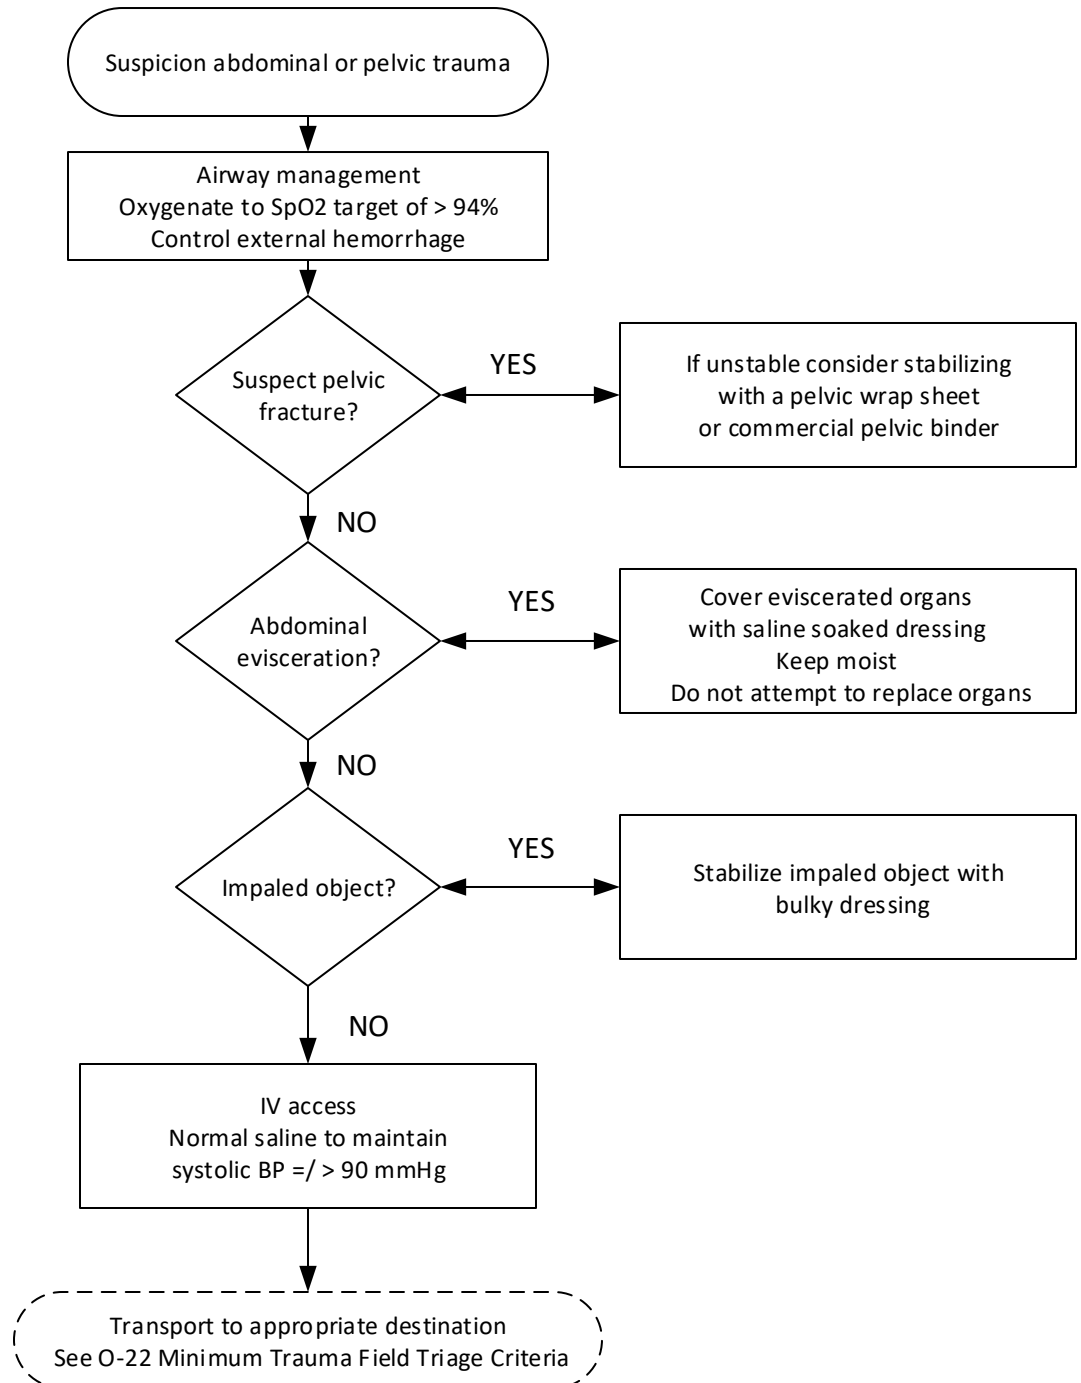 Suspicion abdominal or pelvic trauma
Airway management
Oxygenate to SpO2 target of > 94%
Control external hemorrhage
Suspect pelvic
fracture?
YES
If unstable consider stabilizing
with a pelvic wrap sheet
or commercial pelvic binder
NO
Abdominal
evisceration?
YES
Cover eviscerated organs
with saline soaked dressing
Keep moist
Do not attempt to replace organs
NO
Impaled object?
YES
Stabilize impaled object with
bulky dressing
NO
IV access
Normal saline to maintain
systolic BP =/ > 90 mmHg
Transport to appropriate destination
See O-22 Minimum Trauma Field Triage Criteria